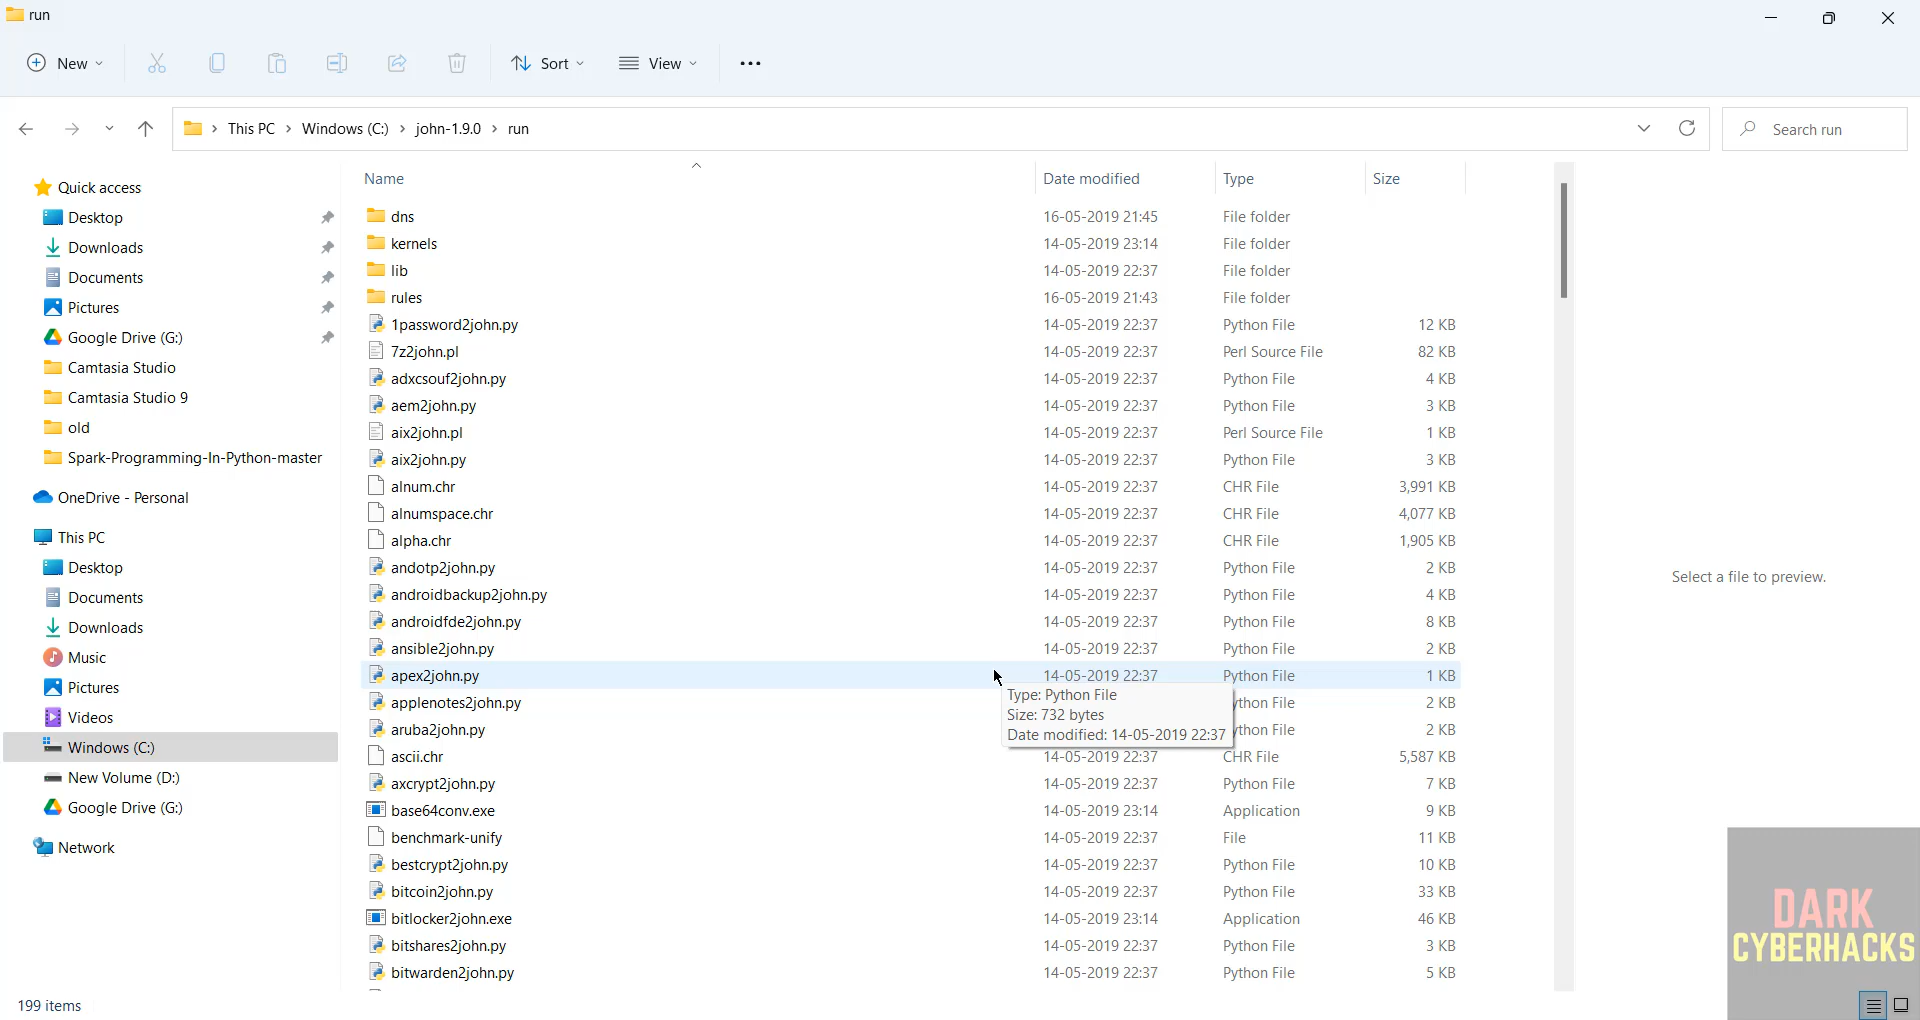 run
New
Sort
View
This PC > Windows (C:) > john-1.9.0 > run
Search run
Quick access
Desktop
Downloads
Documents
Pictures
Google Drive (G:)
Camtasia Studio
Camtasia Studio 9
old
Spark-Programming-In-Python-master
OneDrive - Personal
This PC
Desktop
Documents
Downloads
Music
Pictures
Videos
Windows (C:)
New Volume (D:)
Google Drive (G:)
Network
Name Date modified Type Size
dns 16-05-2019 21:45 File folder
kernels 14-05-2019 23:14 File folder
lib 14-05-2019 22:37 File folder
rules 16-05-2019 21:43 File folder
1password2john.py 14-05-2019 22:37 Python File 12 KB
7z2john.pl 14-05-2019 22:37 Perl Source File 82 KB
adxcsouf2john.py 14-05-2019 22:37 Python File 4 KB
aem2john.py 14-05-2019 22:37 Python File 3 KB
aix2john.pl 14-05-2019 22:37 Perl Source File 1 KB
aix2john.py 14-05-2019 22:37 Python File 3 KB
alnum.chr 14-05-2019 22:37 CHR File 3,991 KB
alnumspace.chr 14-05-2019 22:37 CHR File 4,077 KB
alpha.chr 14-05-2019 22:37 CHR File 1,905 KB
andotp2john.py 14-05-2019 22:37 Python File 2 KB
androidbackup2john.py 14-05-2019 22:37 Python File 4 KB
androidfde2john.py 14-05-2019 22:37 Python File 8 KB
ansible2john.py 14-05-2019 22:37 Python File 2 KB
apex2john.py 14-05-2019 22:37 Python File 1 KB
applenotes2john.py ython File 2 KB
aruba2john.py ython File 2 KB
ascii.chr 14-05-2019 22:37 CHR File 5,587 KB
axcrypt2john.py 14-05-2019 22:37 Python File 7 KB
base64conv.exe 14-05-2019 23:14 Application 9 KB
benchmark-unify 14-05-2019 22:37 File 11 KB
bestcrypt2john.py 14-05-2019 22:37 Python File 10 KB
bitcoin2john.py 14-05-2019 22:37 Python File 33 KB
bitlocker2john.exe 14-05-2019 23:14 Application 46 KB
bitshares2john.py 14-05-2019 22:37 Python File 3 KB
bitwarden2john.py 14-05-2019 22:37 Python File 5 KB
Type: Python File
Size: 732 bytes
Date modified: 14-05-2019 22:37
Select a file to preview.
DARK
CYBERHACKS
199 items